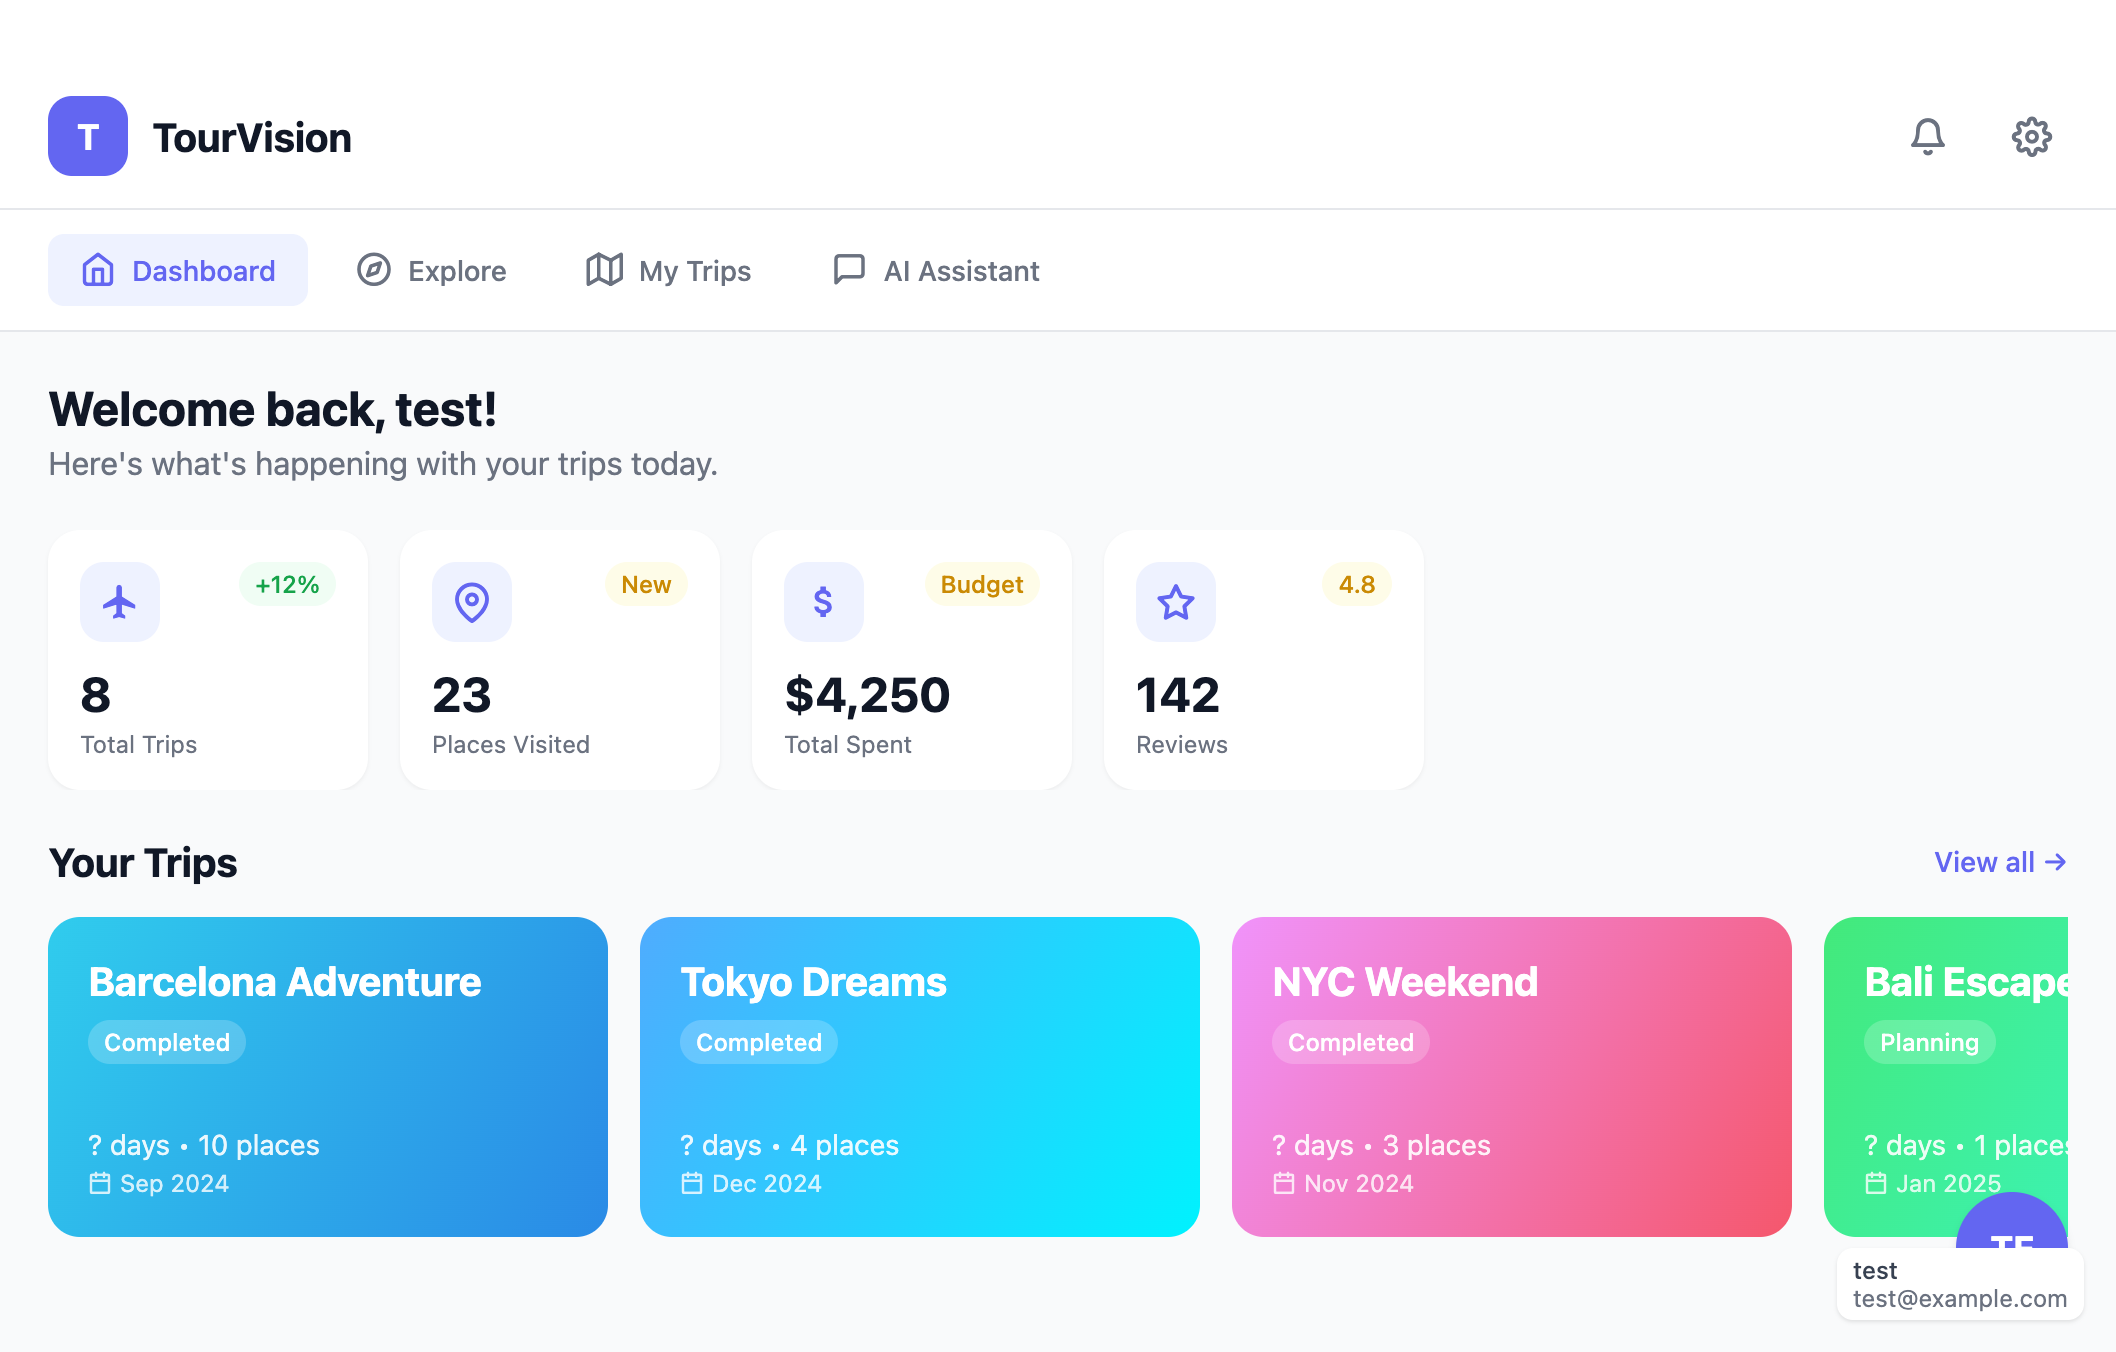 T
TourVision
Dashboard
Explore
My Trips
AI Assistant
Welcome back, test!
Here's what's happening with your trips today.
+12%
8
Total Trips
New
23
Places Visited
$
Budget
$4,250
Total Spent
4.8
142
Reviews
Your Trips
View all →
Barcelona Adventure
Completed
? days • 10 places
Sep 2024
Tokyo Dreams
Completed
? days • 4 places
Dec 2024
NYC Weekend
Completed
? days • 3 places
Nov 2024
Bali Escape
Planning
? days • 1 places
Jan 2025
TE
test
test@example.com